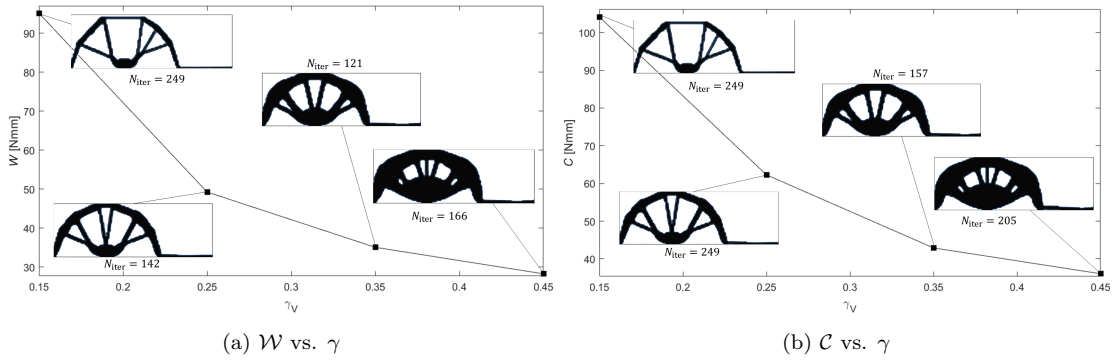 W [Nmm]
90
80
70
60
50
40
30
0.15
0.2
0.25
0.3
0.35
0.4
0.45
γ_V
N_iter = 249
N_iter = 121
N_iter = 166
N_iter = 142
(a) 𝒲 vs. γ
C [Nmm]
100
90
80
70
60
50
40
0.15
0.2
0.25
0.3
0.35
0.4
0.45
γ_V
N_iter = 249
N_iter = 157
N_iter = 205
N_iter = 249
(b) 𝒞 vs. γ